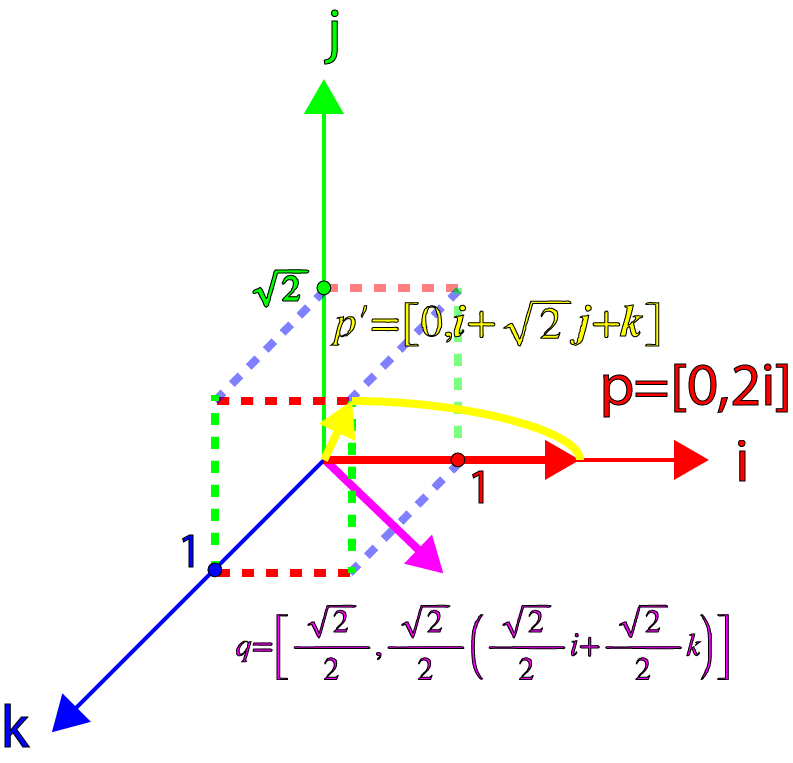 j
√2
p'=[0,i+√2 j+k]
p=[0,2i]
i
1
1
q=[√2/2,√2/2(√2/2 i+√2/2 k)]
k